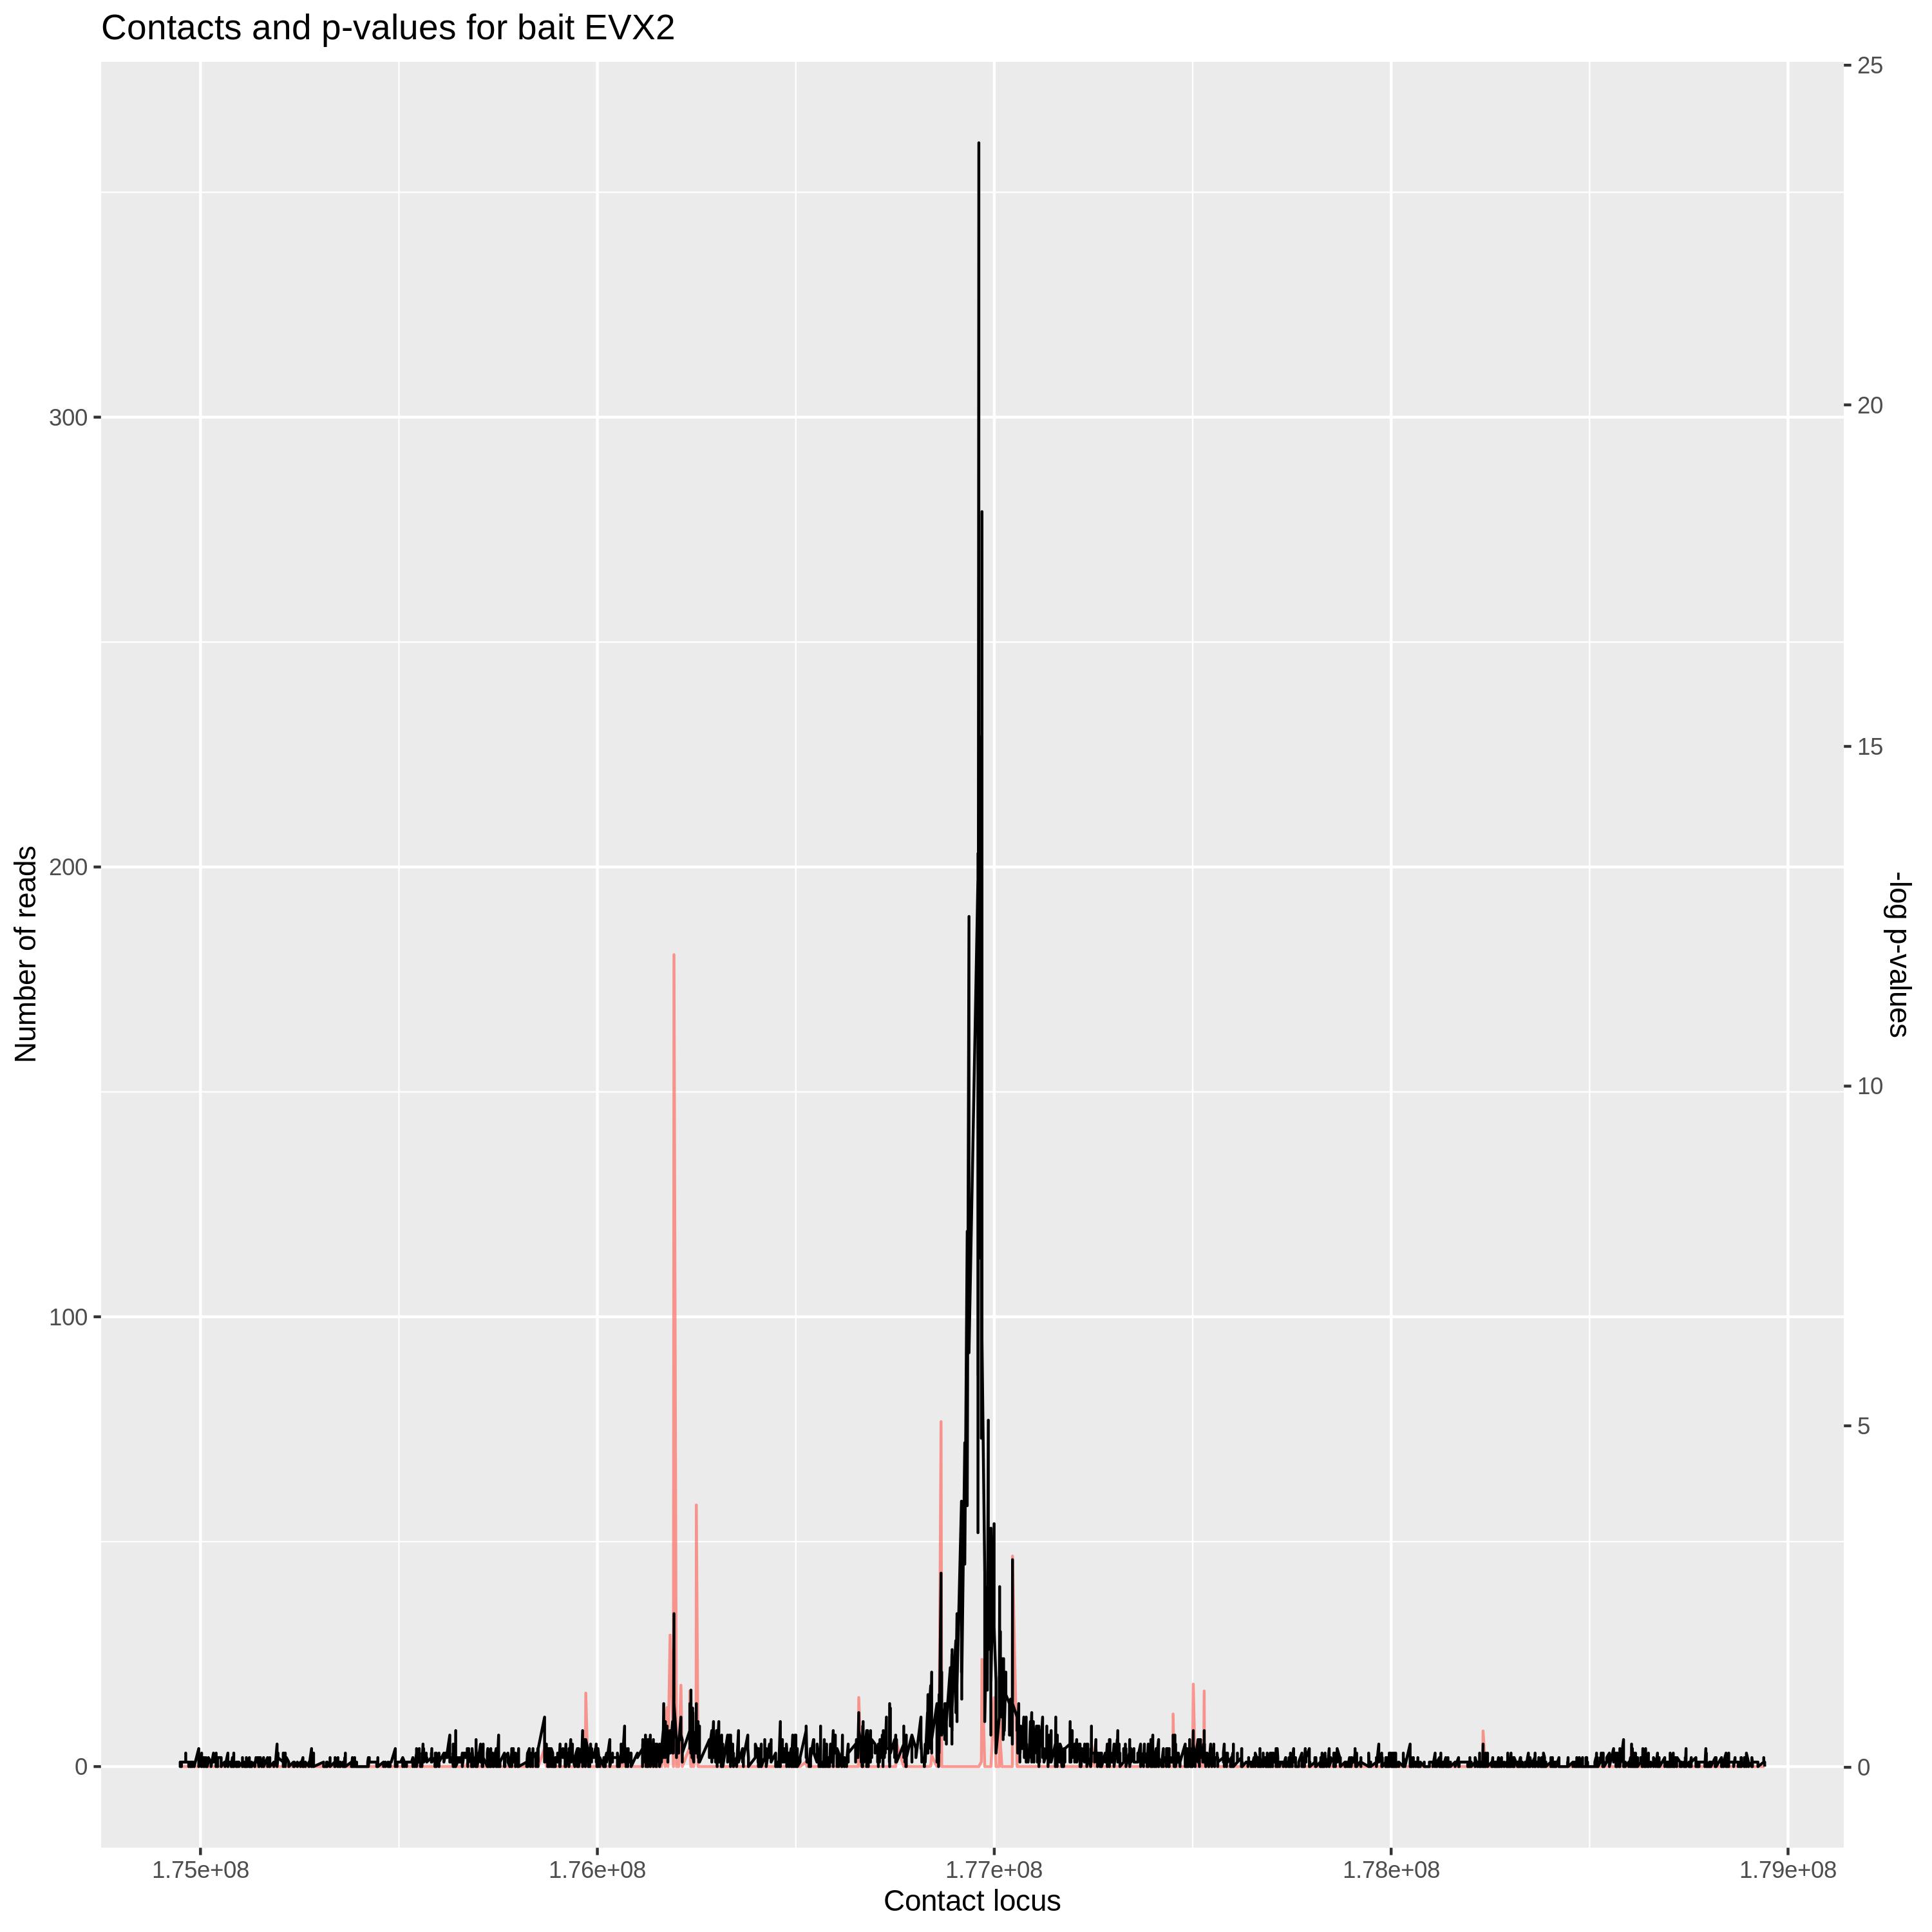 Contacts and p-values for bait EVX2
25
300
20
15
200
Number of reads
-log p-values
10
100
5
0
0
1.75e+08
1.76e+08
1.77e+08
1.78e+08
1.79e+08
Contact locus